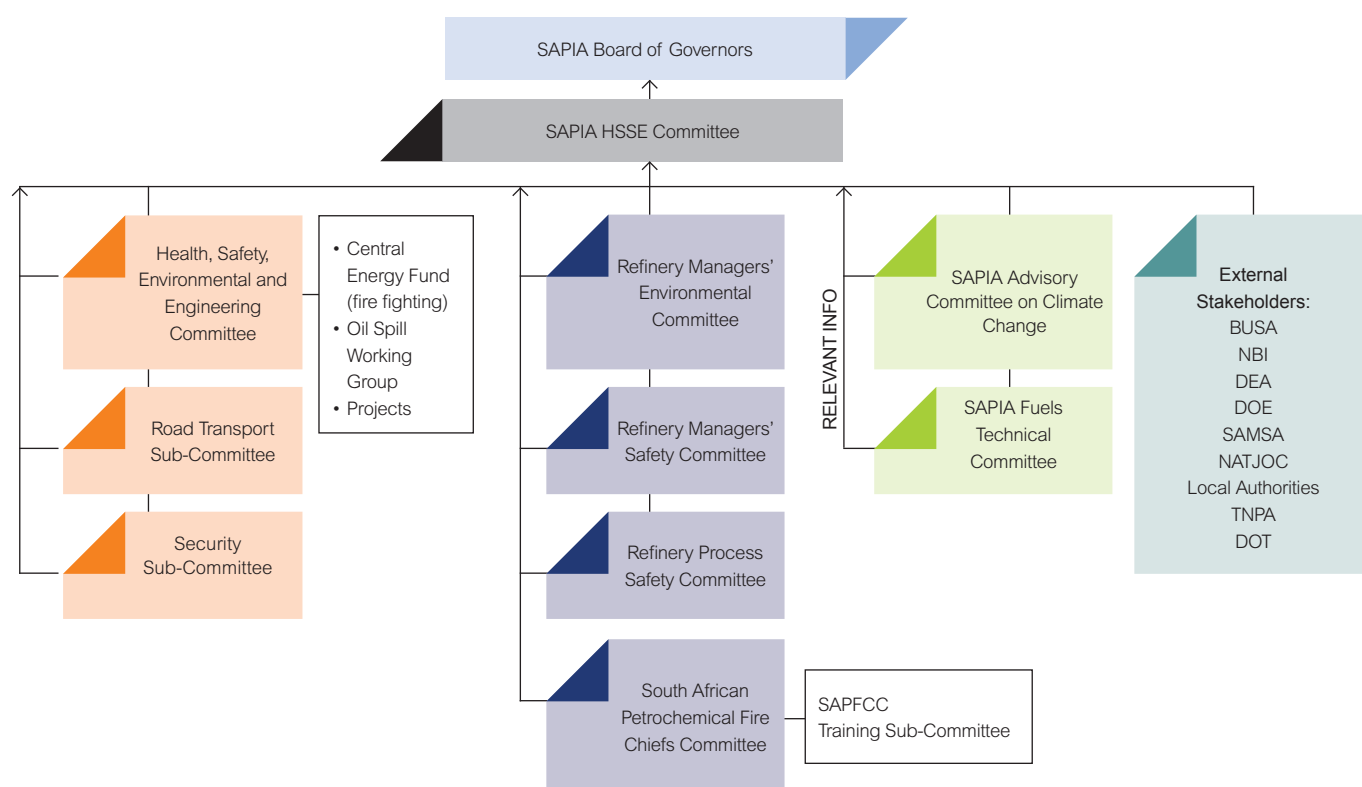 SAPIA Board of Governors
SAPIA HSSE Committee
Health, Safety,
Environmental and
Engineering
Committee
• Central
Energy Fund
(fire fighting)
• Oil Spill
Working
Group
• Projects
Road Transport
Sub-Committee
Security
Sub-Committee
Refinery Managers'
Environmental
Committee
Refinery Managers'
Safety Committee
Refinery Process
Safety Committee
South African
Petrochemical Fire
Chiefs Committee
SAPFCC
Training Sub-Committee
RELEVANT INFO
SAPIA Advisory
Committee on Climate
Change
SAPIA Fuels
Technical
Committee
External
Stakeholders:
BUSA
NBI
DEA
DOE
SAMSA
NATJOC
Local Authorities
TNPA
DOT